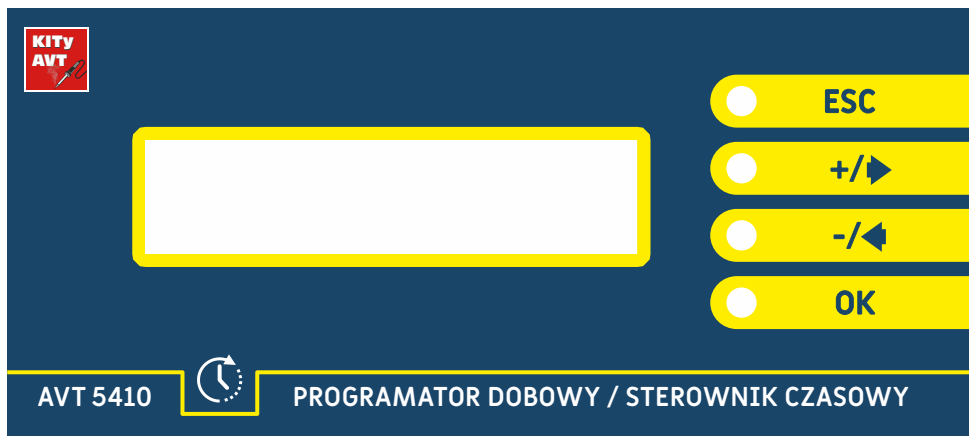 KITy
AVT
ESC
+/
-/
OK
AVT 5410
PROGRAMATOR DOBOWY / STEROWNIK CZASOWY